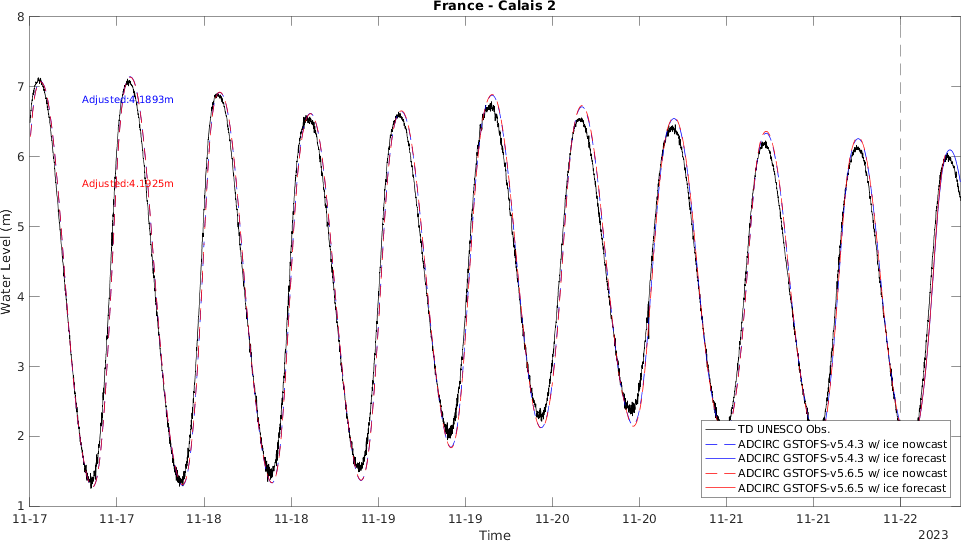 France - Calais 2
8
7
6
5
4
3
2
1
Water Level (m)
Adjusted:4.1893m
Adjusted:4.1925m
TD UNESCO Obs.
ADCIRC GSTOFS-v5.4.3 w/ ice nowcast
ADCIRC GSTOFS-v5.4.3 w/ ice forecast
ADCIRC GSTOFS-v5.6.5 w/ ice nowcast
ADCIRC GSTOFS-v5.6.5 w/ ice forecast
11-17 11-17 11-18 11-18 11-19 11-19 11-20 11-20 11-21 11-21 11-22
Time
2023